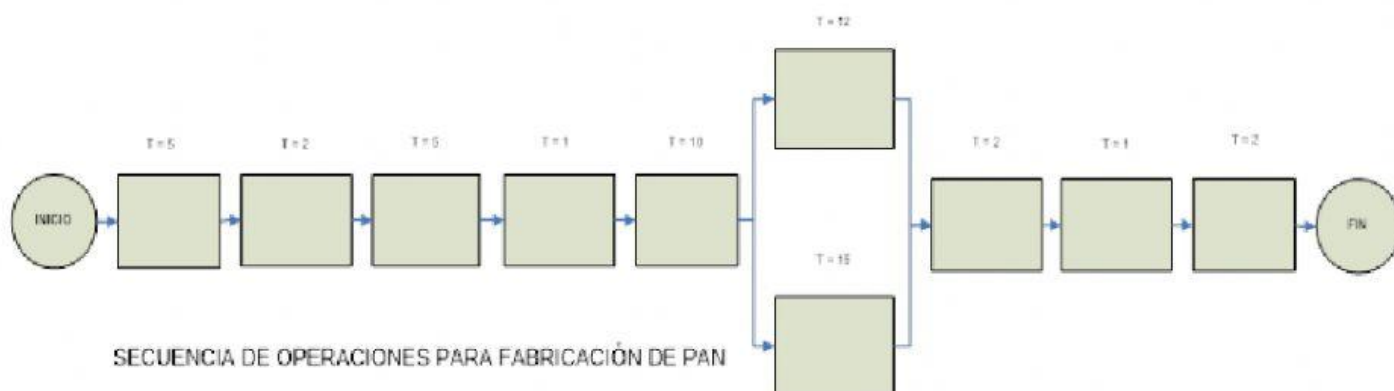 T = 12
T = 5
T = 2
T = 5
T = 1
T = 10
T = 2
T = 1
T = 2
INICIO
FIN
T = 15
SECUENCIA DE OPERACIONES PARA FABRICACIÓN DE PAN